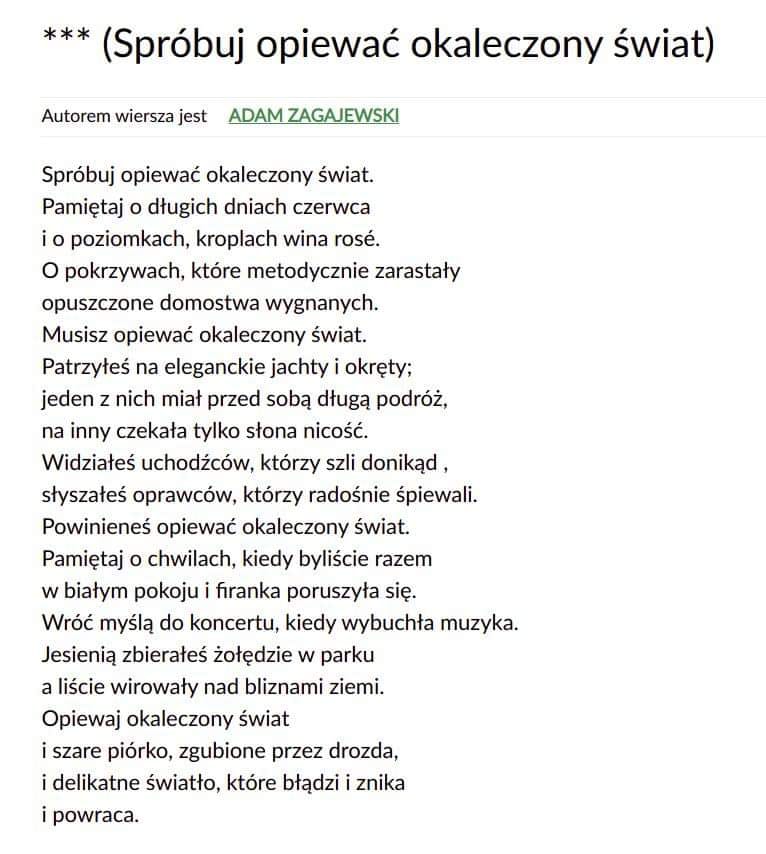 *** (Spróbuj opiewać okaleczony świat)
Autorem wiersza jest ADAM ZAGAJEWSKI
Spróbuj opiewać okaleczony świat.
Pamiętaj o długich dniach czerwca
i o poziomkach, kroplach wina rosé.
O pokrzywach, które metodycznie zarastały
opuszczone domostwa wygnanych.
Musisz opiewać okaleczony świat.
Patrzyłeś na eleganckie jachty i okręty;
jeden z nich miał przed sobą długą podróż,
na inny czekała tylko słona nicość.
Widziałeś uchodźców, którzy szli donikąd ,
słyszałeś oprawców, którzy radośnie śpiewali.
Powinieneś opiewać okaleczony świat.
Pamiętaj o chwilach, kiedy byliście razem
w białym pokoju i firanka poruszyła się.
Wróć myślą do koncertu, kiedy wybuchła muzyka.
Jesienią zbierałeś żołędzie w parku
a liście wirowały nad bliznami ziemi.
Opiewaj okaleczony świat
i szare piórko, zgubione przez drozda,
i delikatne światło, które błądzi i znika
i powraca.